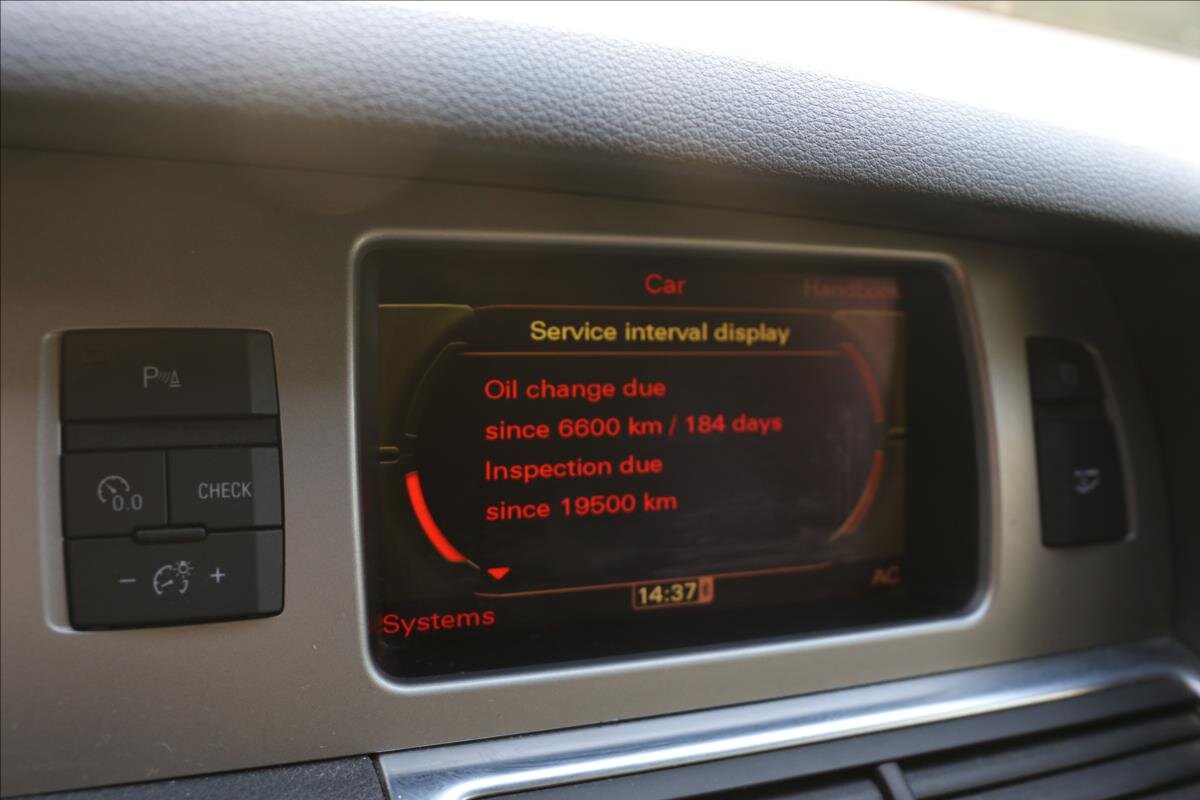 Car
Service interval display
Oil change due
since 6600 km / 184 days
Inspection due
since 19500 km
14:37
AC
Systems
P
0.0
CHECK
− +